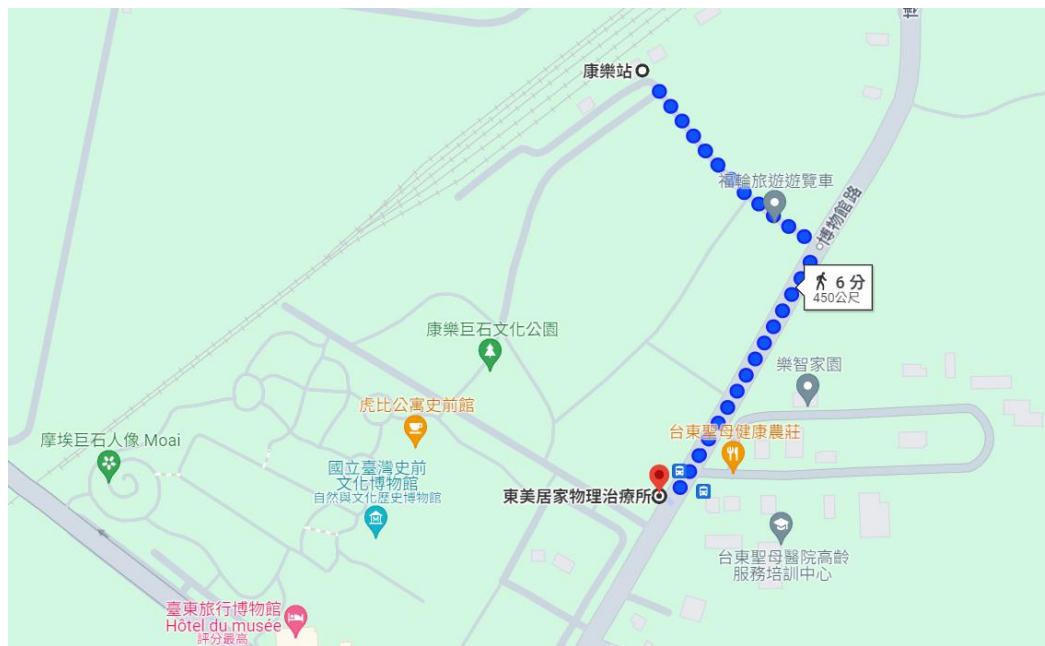 康樂站
福輪旅遊遊覽車
博物館路
6 分
450公尺
康樂巨石文化公園
樂智家園
虎比公寓史前館
摩埃巨石人像 Moai
台東聖母健康農莊
國立臺灣史前
文化博物館
自然與文化歷史博物館
東美居家物理治療所
台東聖母醫院高齡
服務培訓中心
臺東旅行博物館
Hôtel du musée
評分最高